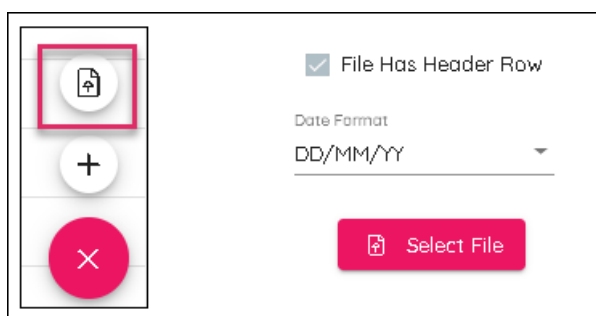 File Has Header Row
Date Format
DD/MM/YY
Select File